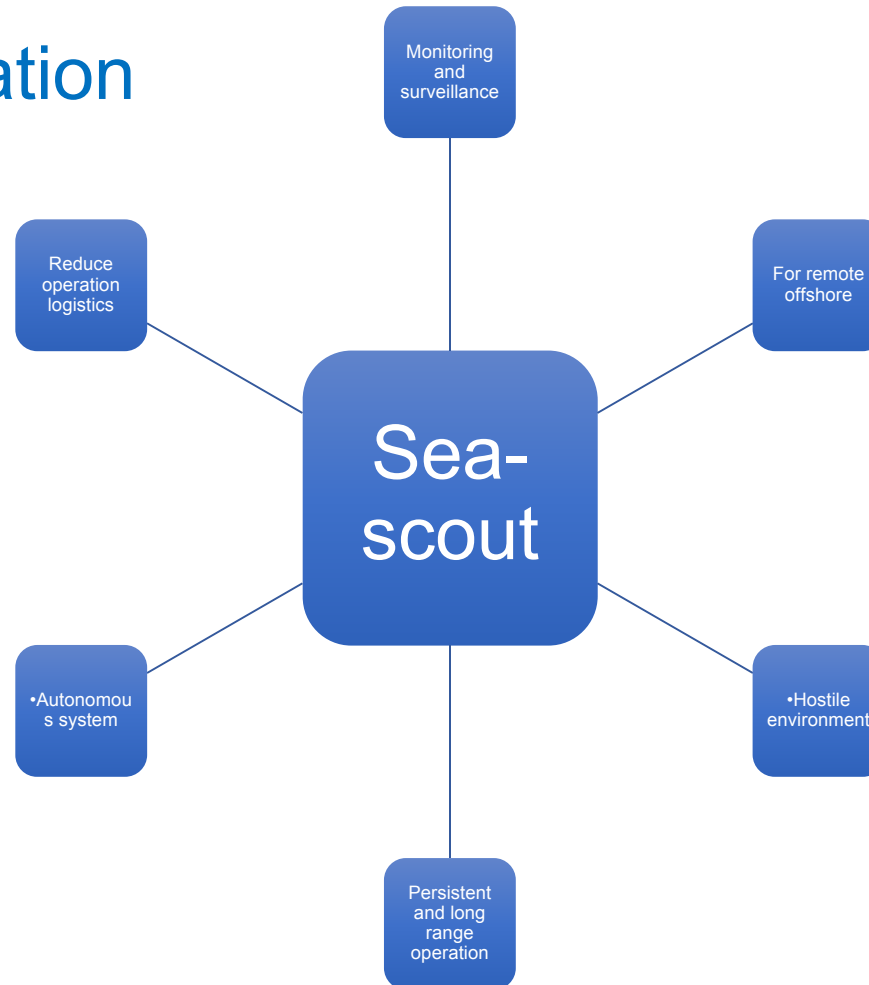 ation
Monitoring
and
surveillance
Reduce
operation
logistics
For remote
offshore
Sea-
scout
•Autonomou
s system
•Hostile
environment
Persistent
and long
range
operation